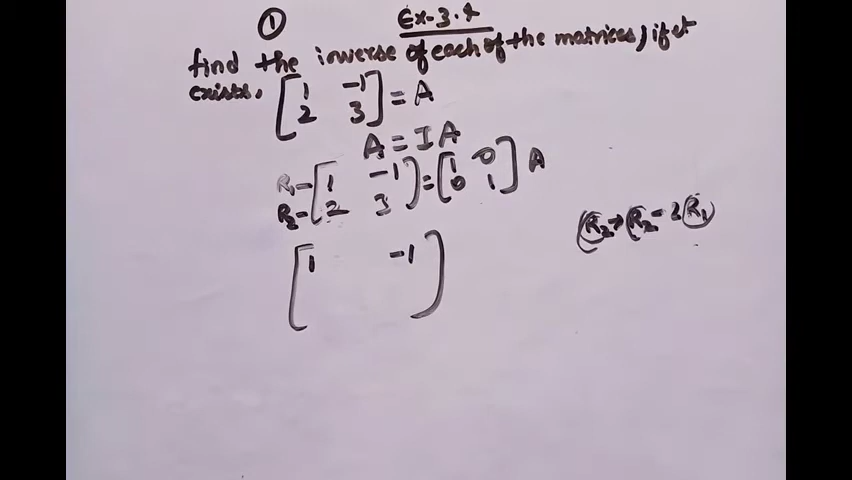 ① Ex-3.4
find the inverse of each of the matrices, if it
exists. [1 -1
2 3] = A
A = I A
R₁- [1 -1
R₂- 2 3] = [1 0
0 1] A
R₂→R₂-2R₁
[1 -1]